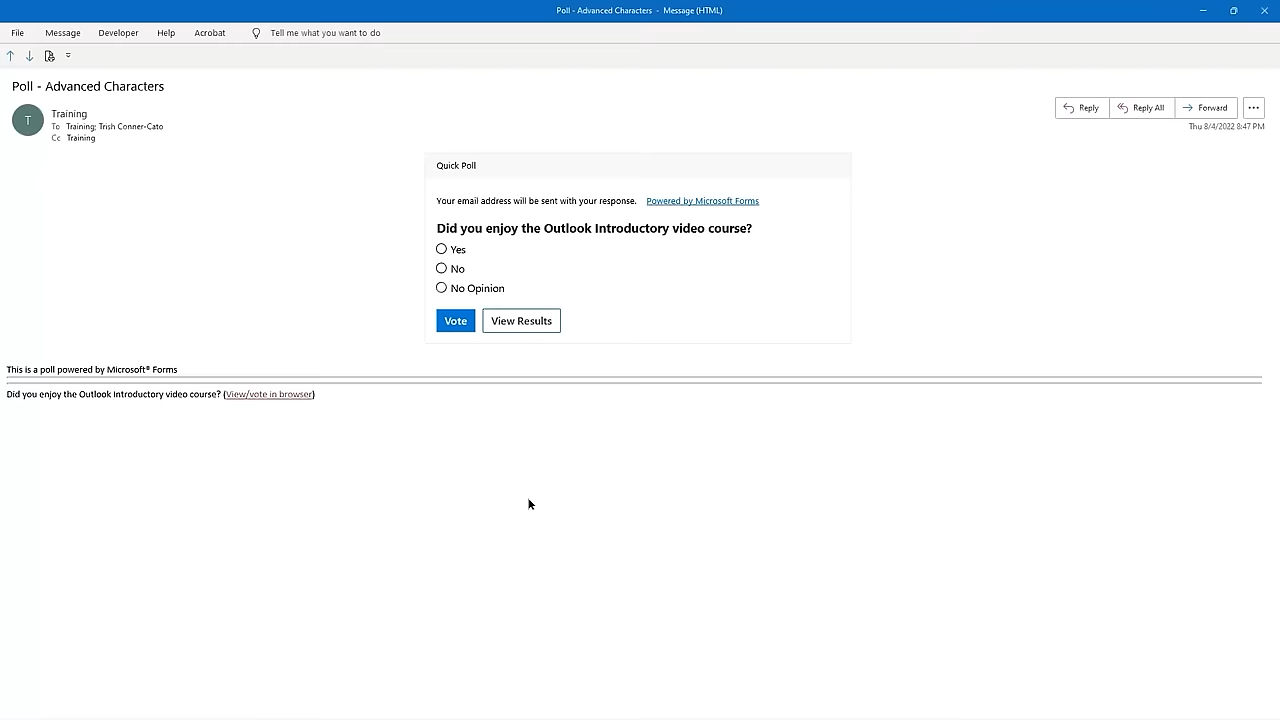 Poll - Advanced Characters - Message (HTML)
File Message Developer Help Acrobat Tell me what you want to do
Poll - Advanced Characters
T
Training
To Training; Trish Conner-Cato
Cc Training
Reply Reply All Forward
Thu 8/4/2022 8:47 PM
Quick Poll
Your email address will be sent with your response. Powered by Microsoft Forms
Did you enjoy the Outlook Introductory video course?
Yes
No
No Opinion
Vote View Results
This is a poll powered by Microsoft® Forms
Did you enjoy the Outlook Introductory video course? (View/vote in browser)